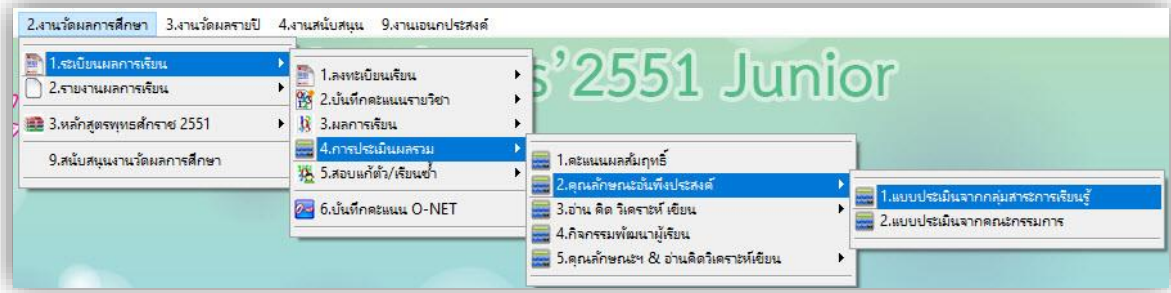 2.งานวัดผลการศึกษา 3.งานวัดผลรายปี 4.งานสนับสนุน 9.งานเอนกประสงค์
s'2551 Junior
1.ระเบียนผลการเรียน
2.รายงานผลการเรียน
3.หลักสูตรพุทธศักราช 2551
9.สนับสนุนงานวัดผลการศึกษา
1.ลงทะเบียนเรียน
2.บันทึกคะแนนรายวิชา
3.ผลการเรียน
4.การประเมินผลรวม
5.สอบแก้ตัว/เรียนซ้ำ
6.บันทึกคะแนน O-NET
1.คะแนนผลสัมฤทธิ์
2.คุณลักษณะอันพึงประสงค์
3.อ่าน คิด วิเคราะห์ เขียน
4.กิจกรรมพัฒนาผู้เรียน
5.คุณลักษณะฯ & อ่านคิดวิเคราะห์เขียน
1.แบบประเมินจากกลุ่มสาระการเรียนรู้
2.แบบประเมินจากคณะกรรมการ